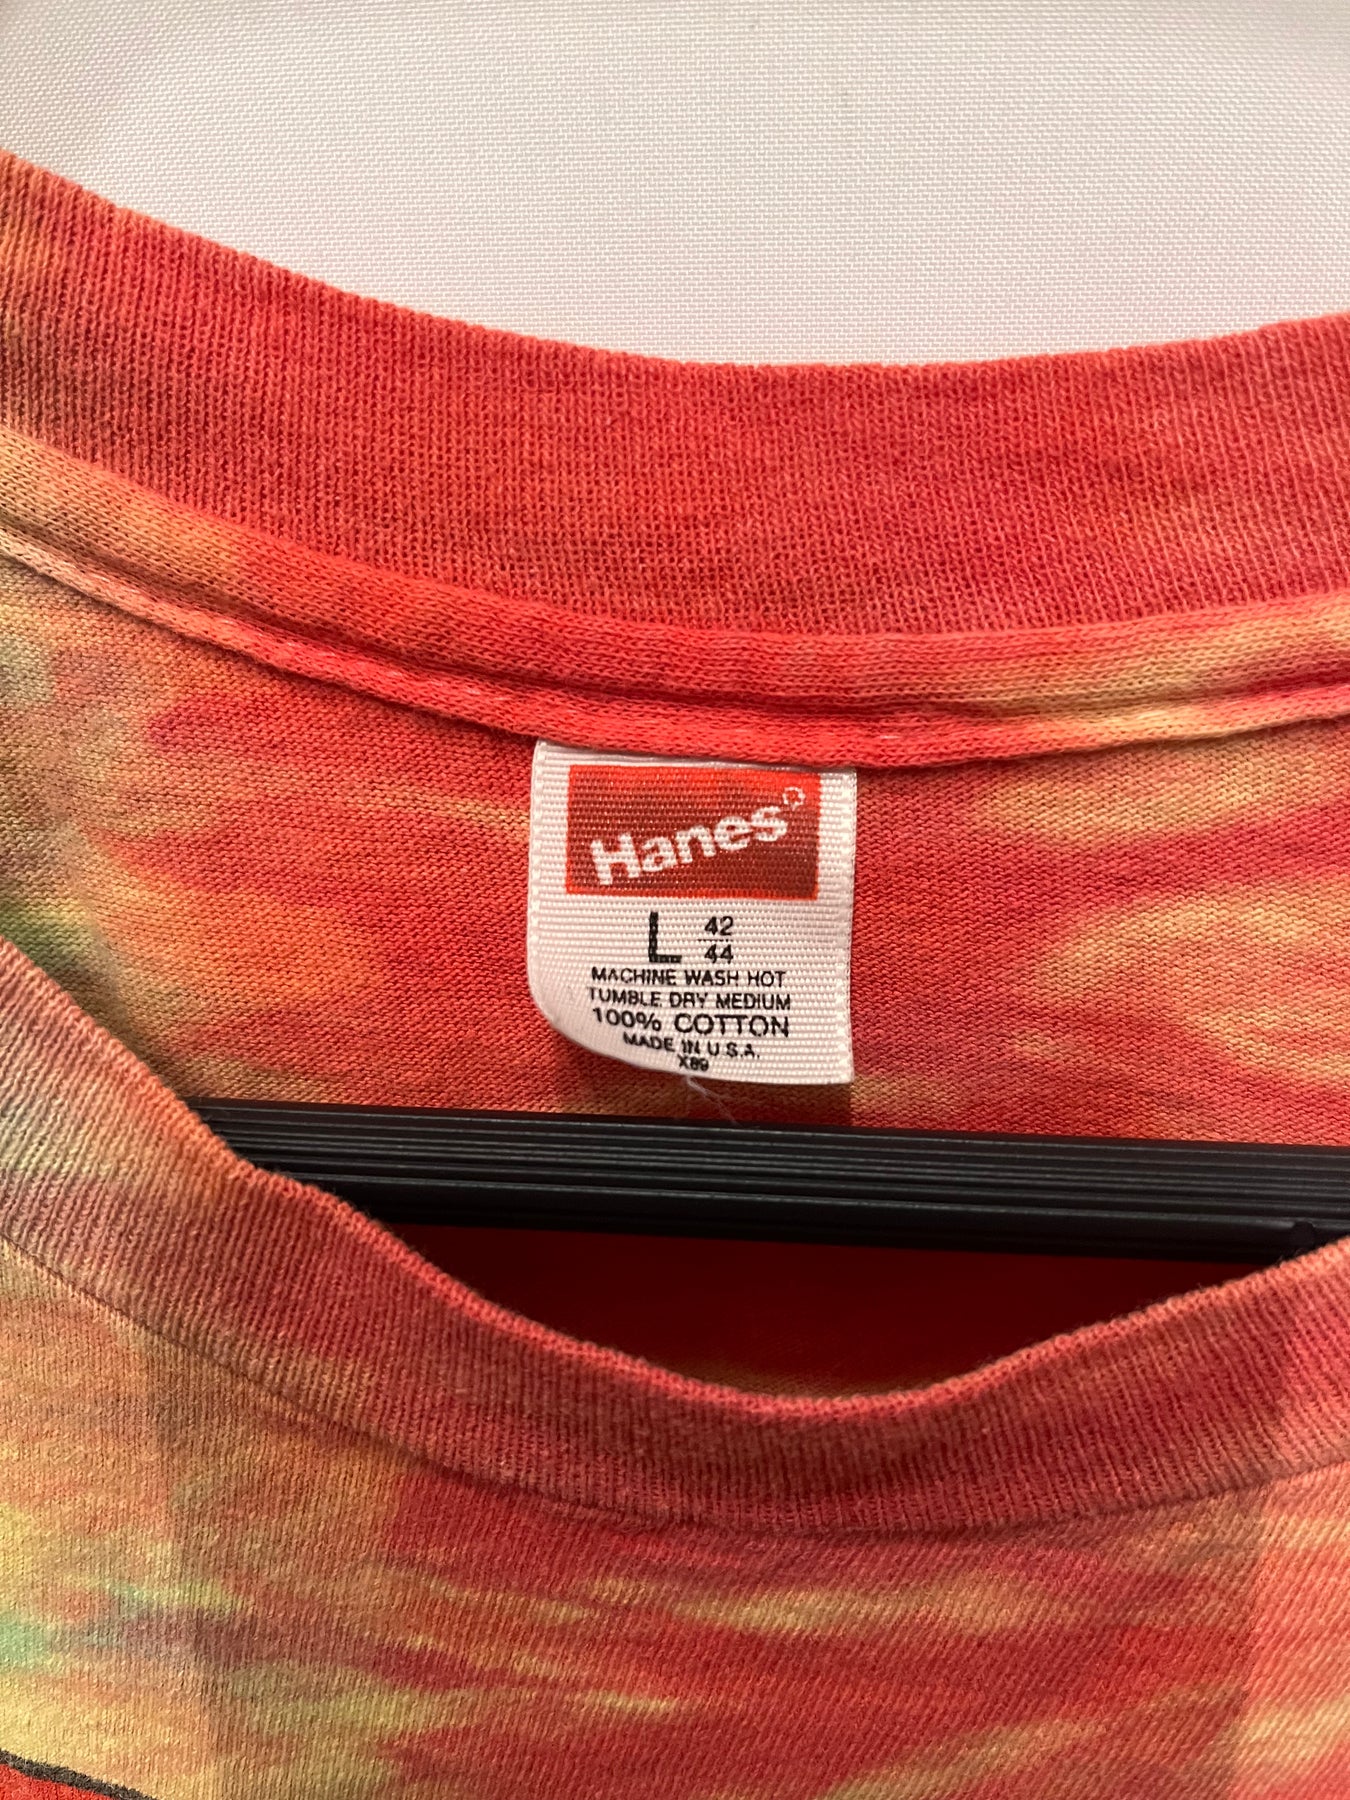 Hanes®
L 42
44
MACHINE WASH HOT
TUMBLE DRY MEDIUM
100% COTTON
MADE IN U.S.A.
X89